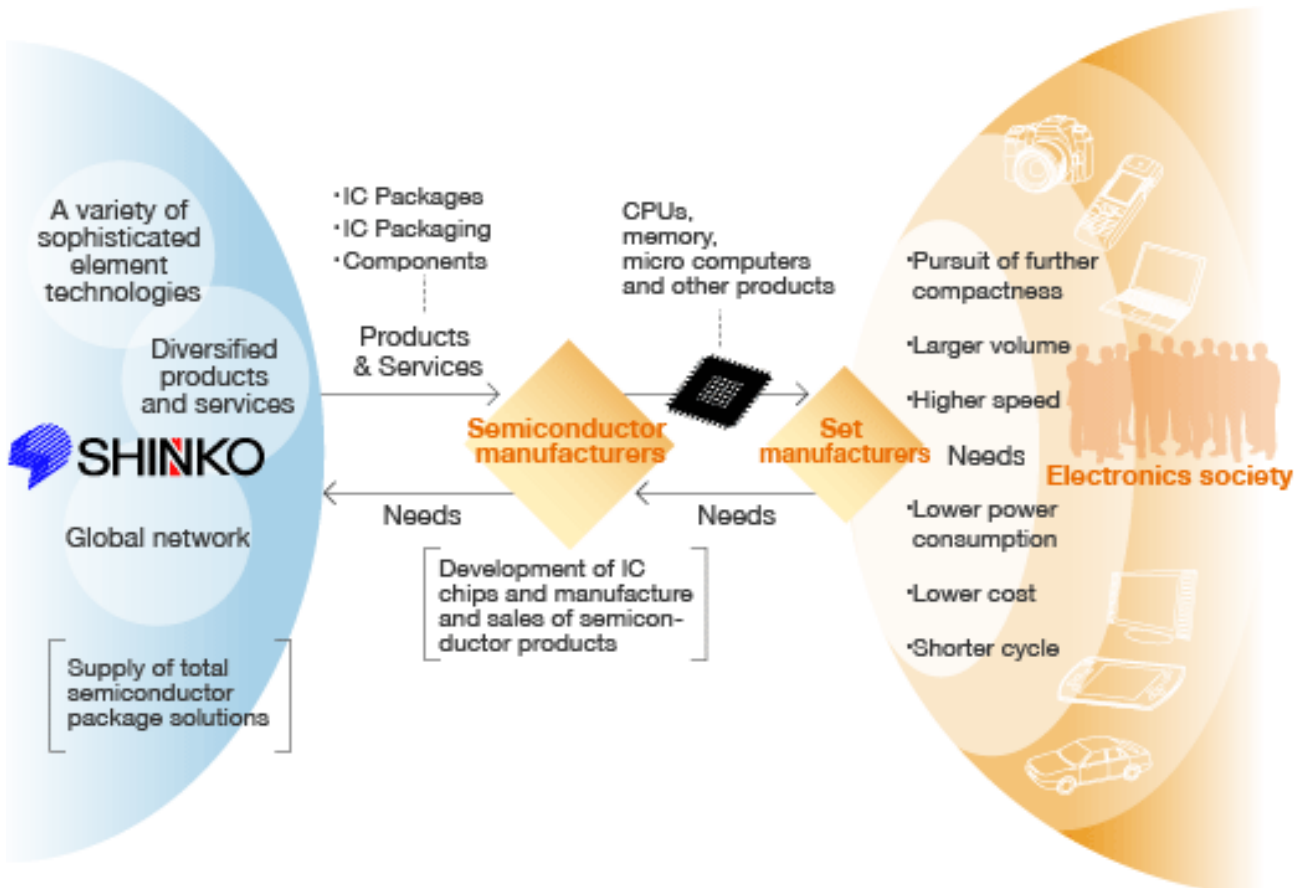 A variety of
sophisticated
element
technologies
Diversified
products
and services
SHINKO
Global network
Supply of total
semiconductor
package solutions
·IC Packages
·IC Packaging
·Components
Products
& Services
Semiconductor
manufacturers
Needs
Development of IC
chips and manufacture
and sales of semicon-
ductor products
CPUs,
memory,
micro computers
and other products
Set
manufacturers
Needs
·Pursuit of further
compactness
·Larger volume
·Higher speed
Needs
·Lower power
consumption
·Lower cost
·Shorter cycle
Electronics society